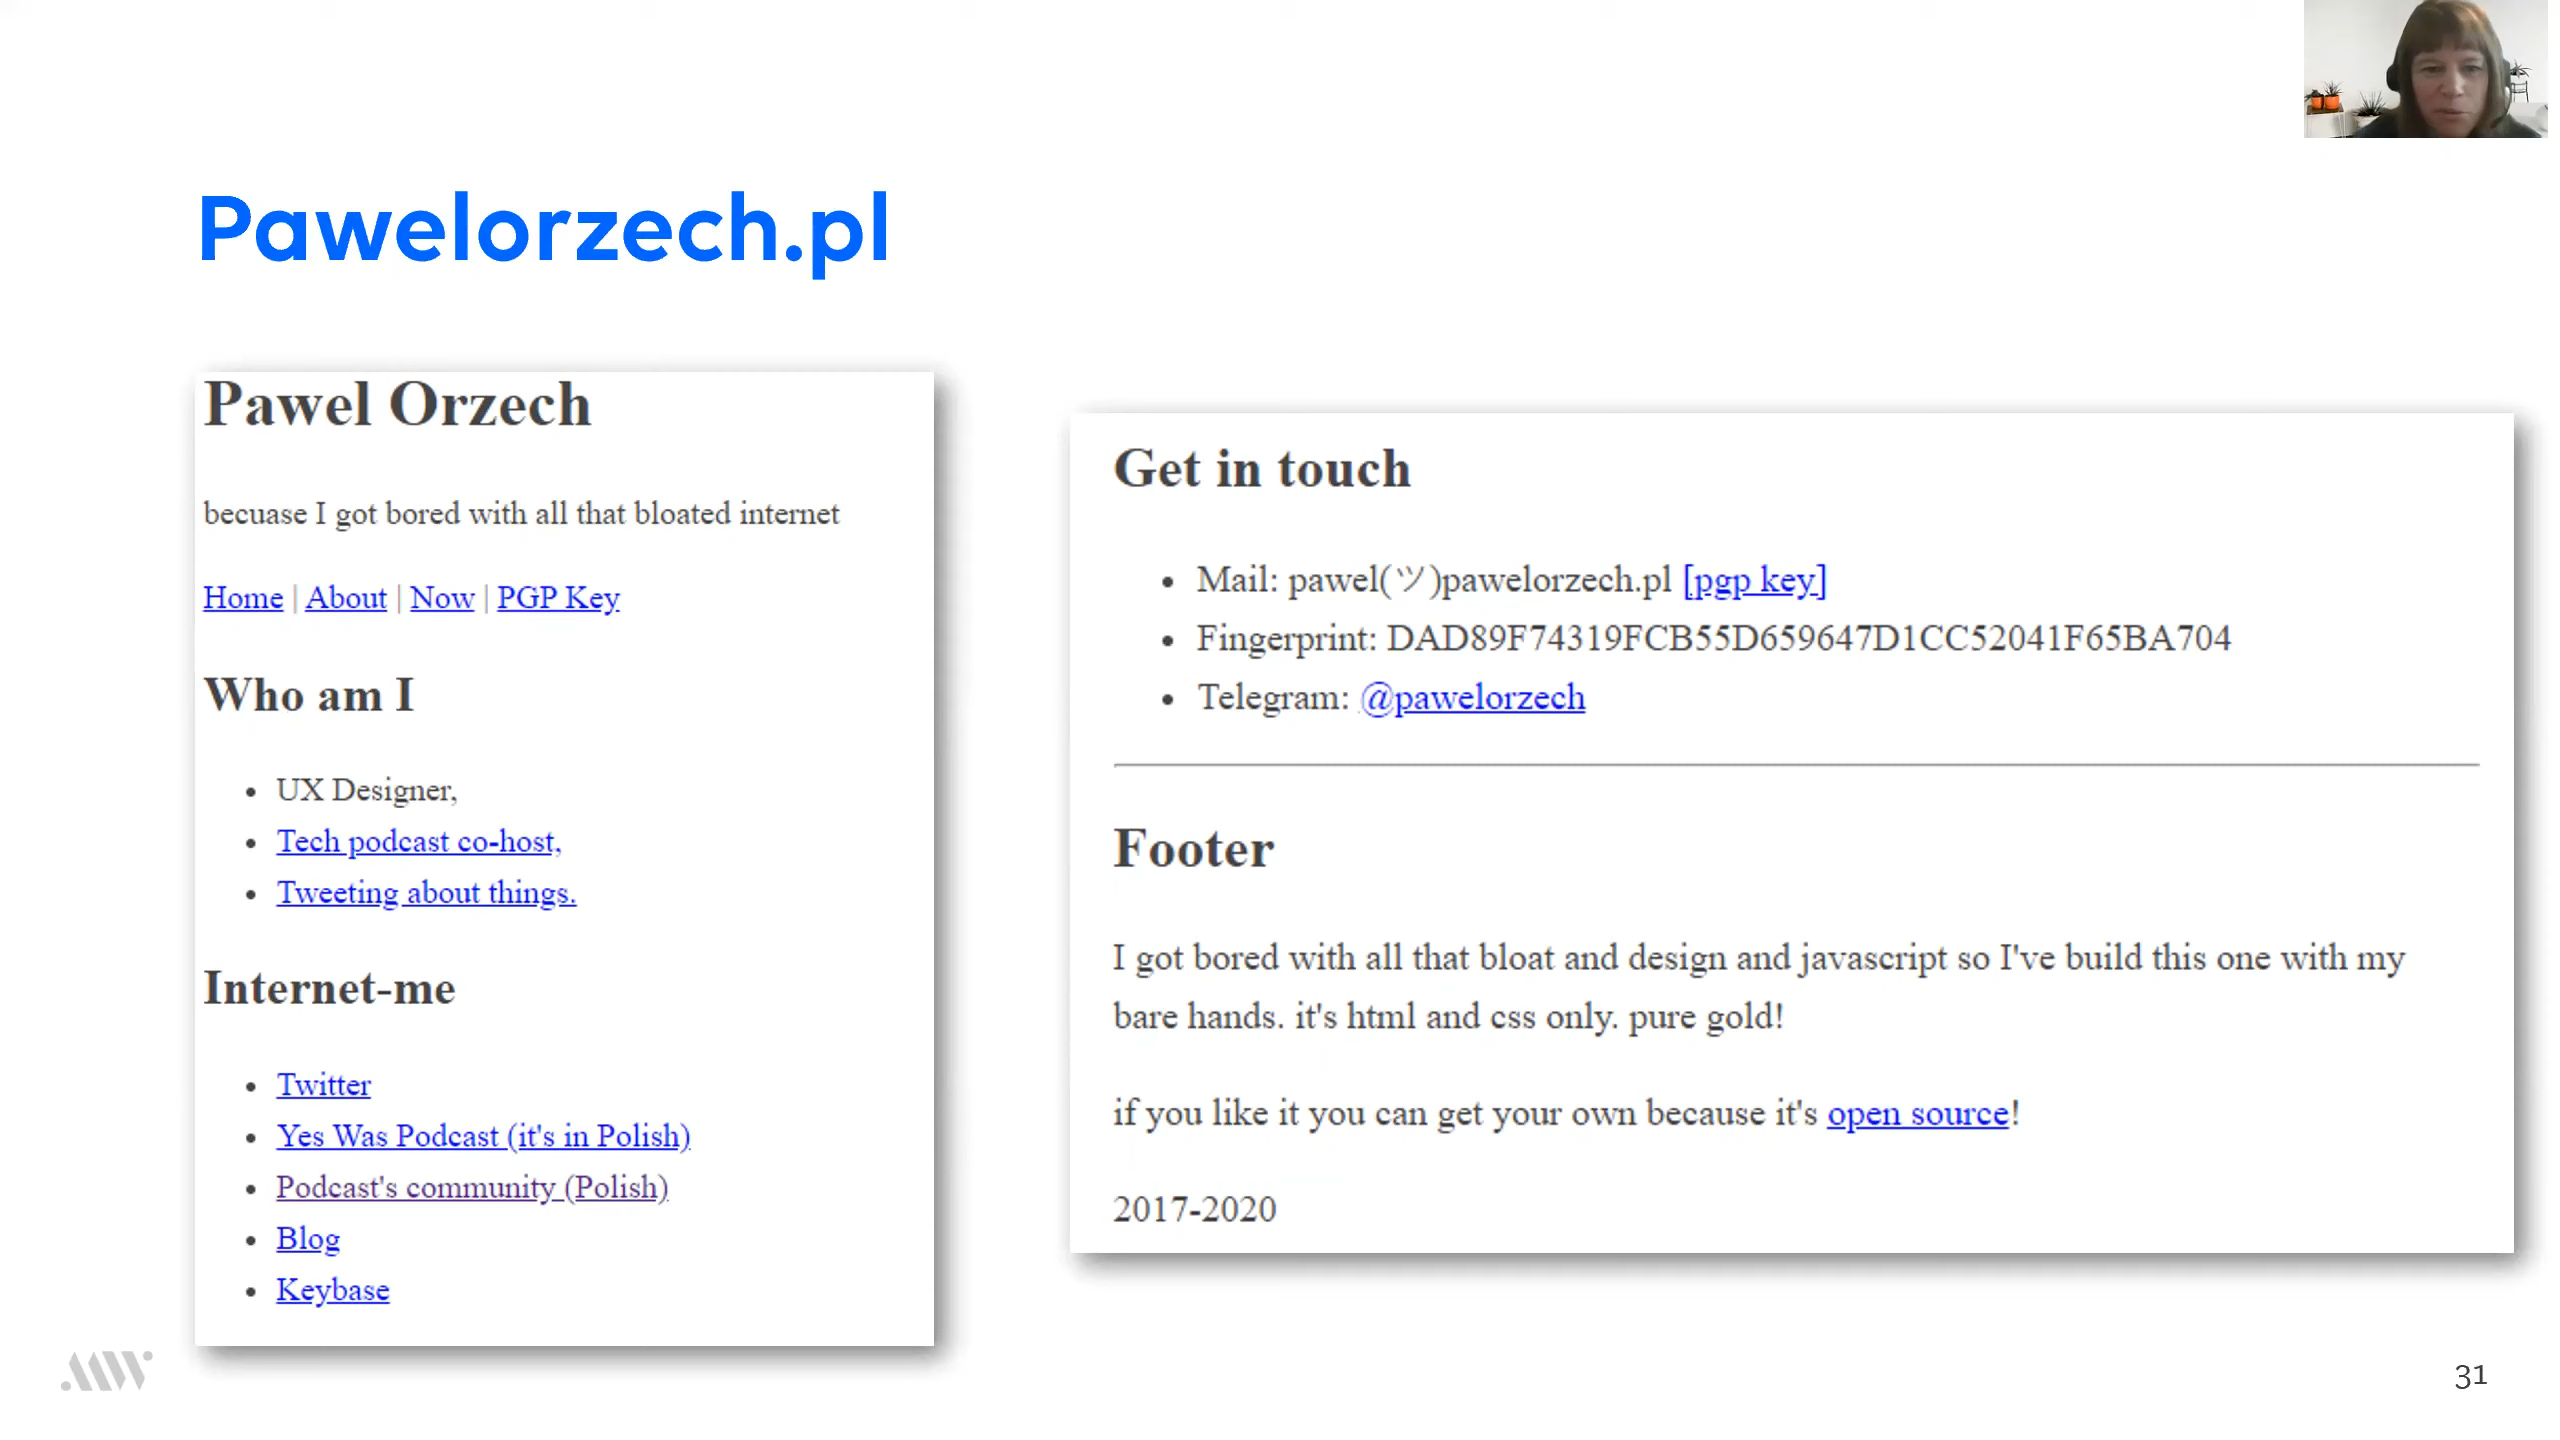 Pawelorzech.pl
Pawel Orzech
becuase I got bored with all that bloated internet
Home | About | Now | PGP Key
Who am I
UX Designer,
Tech podcast co-host,
Tweeting about things.
Internet-me
Twitter
Yes Was Podcast (it's in Polish)
Podcast's community (Polish)
Blog
Keybase
Get in touch
Mail: pawel(ツ)pawelorzech.pl [pgp key]
Fingerprint: DAD89F74319FCB55D659647D1CC52041F65BA704
Telegram: @pawelorzech
Footer
I got bored with all that bloat and design and javascript so I've build this one with my
bare hands. it's html and css only. pure gold!
if you like it you can get your own because it's open source!
2017-2020
31